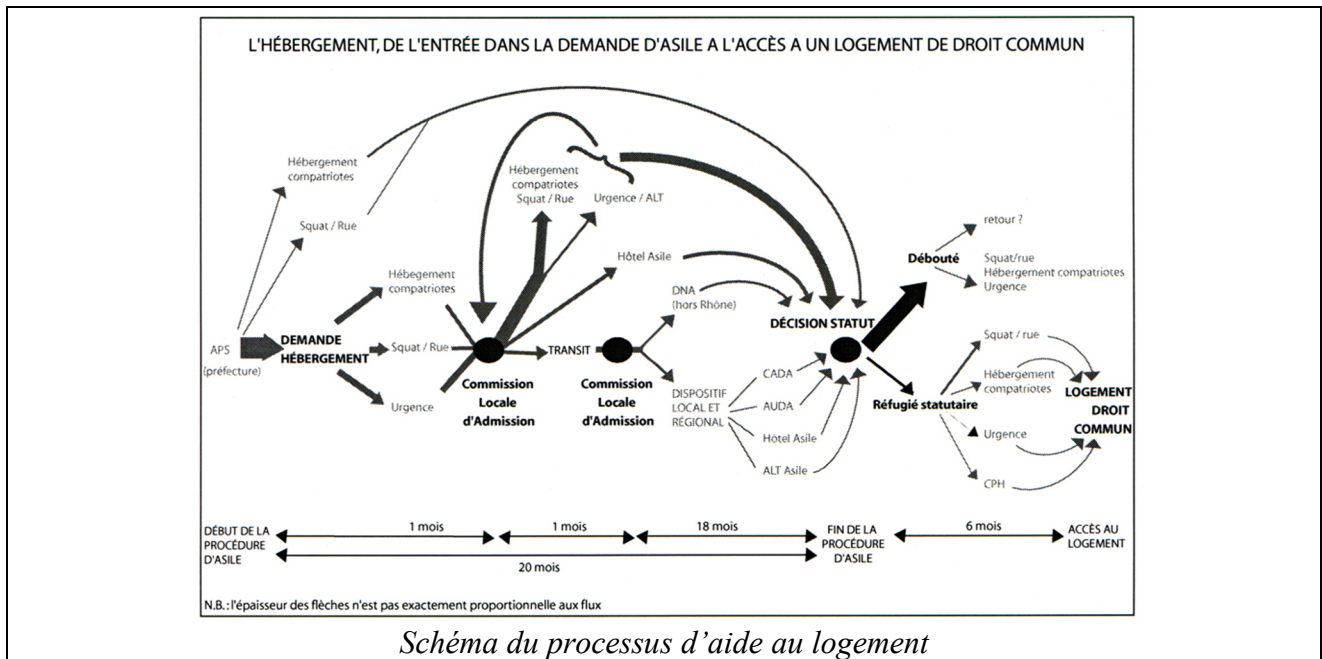 L'HÉBERGEMENT, DE L'ENTRÉE DANS LA DEMANDE D'ASILE A L'ACCÈS A UN LOGEMENT DE DROIT COMMUN
Hébergement
compatriotes
Squat / Rue
Hébergement
compatriotes
Squat / Rue
Urgence / ALT
Hôtel Asile
Hébegement
compatriotes
DNA
(hors Rhône)
APS
(préfecture)
DEMANDE
HÉBERGEMENT
Squat / Rue
Urgence
TRANSIT
Commission
Locale
d'Admission
Commission
Locale
d'Admission
DISPOSITIF
LOCAL ET
RÉGIONAL
CADA
AUDA
Hôtel Asile
ALT Asile
DÉCISION STATUT
Débouté
retour ?
Squat/rue
Hébergement compatriotes
Urgence
Réfugié statutaire
Squat / rue
Hébergement
compatriotes
Urgence
CPH
LOGEMENT
DROIT
COMMUN
DÉBUT DE LA
PROCÉDURE
D'ASILE
1 mois
1 mois
18 mois
20 mois
FIN DE LA
PROCÉDURE
D'ASILE
6 mois
ACCÈS AU
LOGEMENT
N.B. : l'épaisseur des flèches n'est pas exactement proportionnelle aux flux
Schéma du processus d'aide au logement